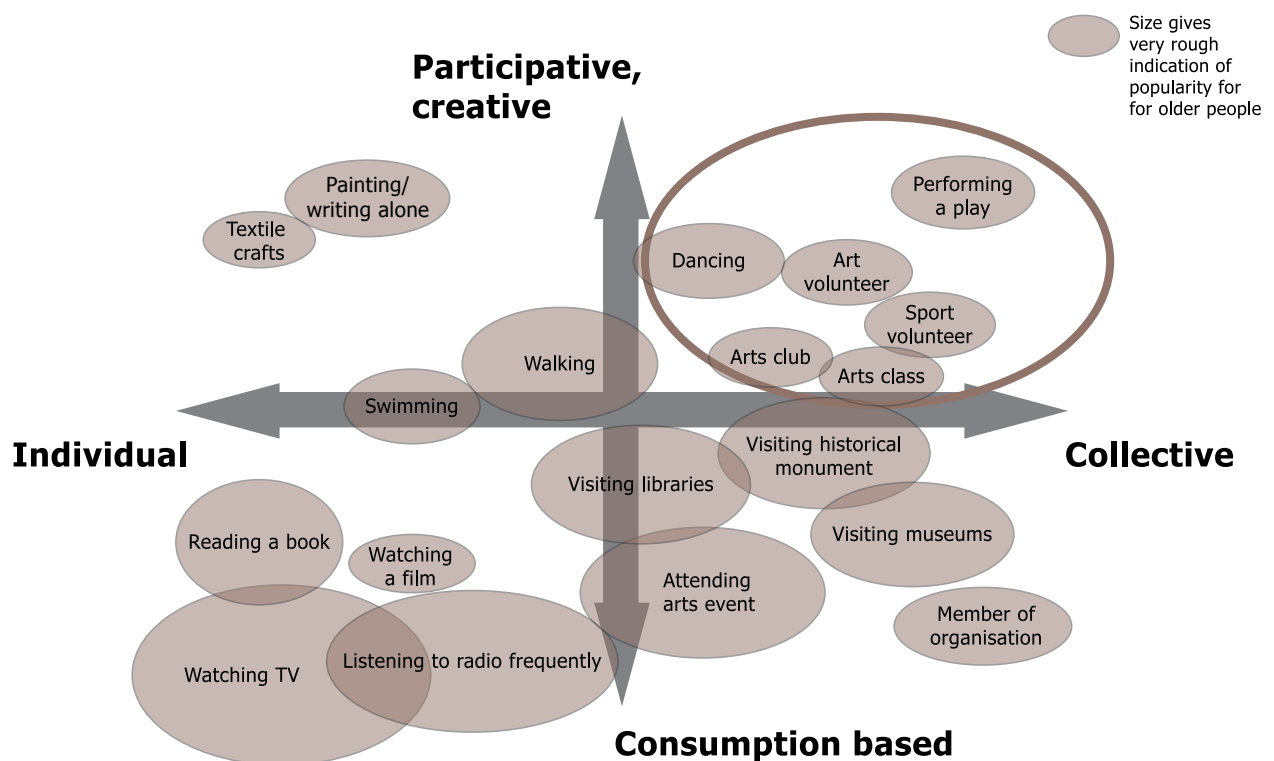 Size gives
very rough
indication of
popularity for
for older people
Participative,
creative
Painting/
writing alone
Textile
crafts
Performing
a play
Dancing
Art
volunteer
Sport
volunteer
Walking
Arts club
Arts class
Swimming
Individual
Collective
Visiting historical
monument
Visiting libraries
Visiting museums
Reading a book
Watching
a film
Attending
arts event
Member of
organisation
Watching TV
Listening to radio frequently
Consumption based